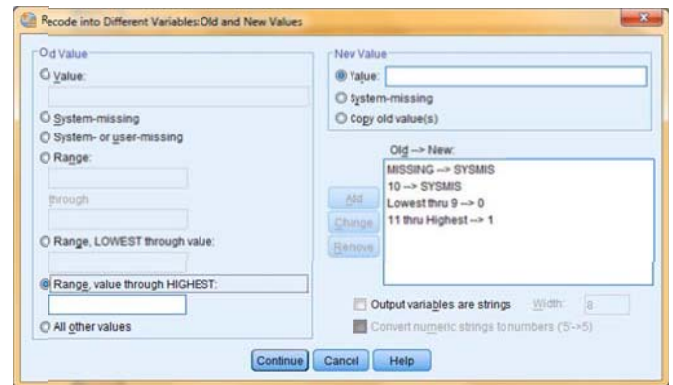 Recode into Different Variables:Old and New Values
Old Value
Value:
System-missing
System- or user-missing
Range:
through
Range, LOWEST through value:
Range, value through HIGHEST:
All other values
New Value
Value:
System-missing
Copy old value(s)
Old --> New:
MISSING --> SYSMIS
10 --> SYSMIS
Lowest thru 9 --> 0
11 thru Highest --> 1
Add
Change
Remove
Output variables are strings Width: 8
Convert numeric strings to numbers ('5'->5)
Continue Cancel Help